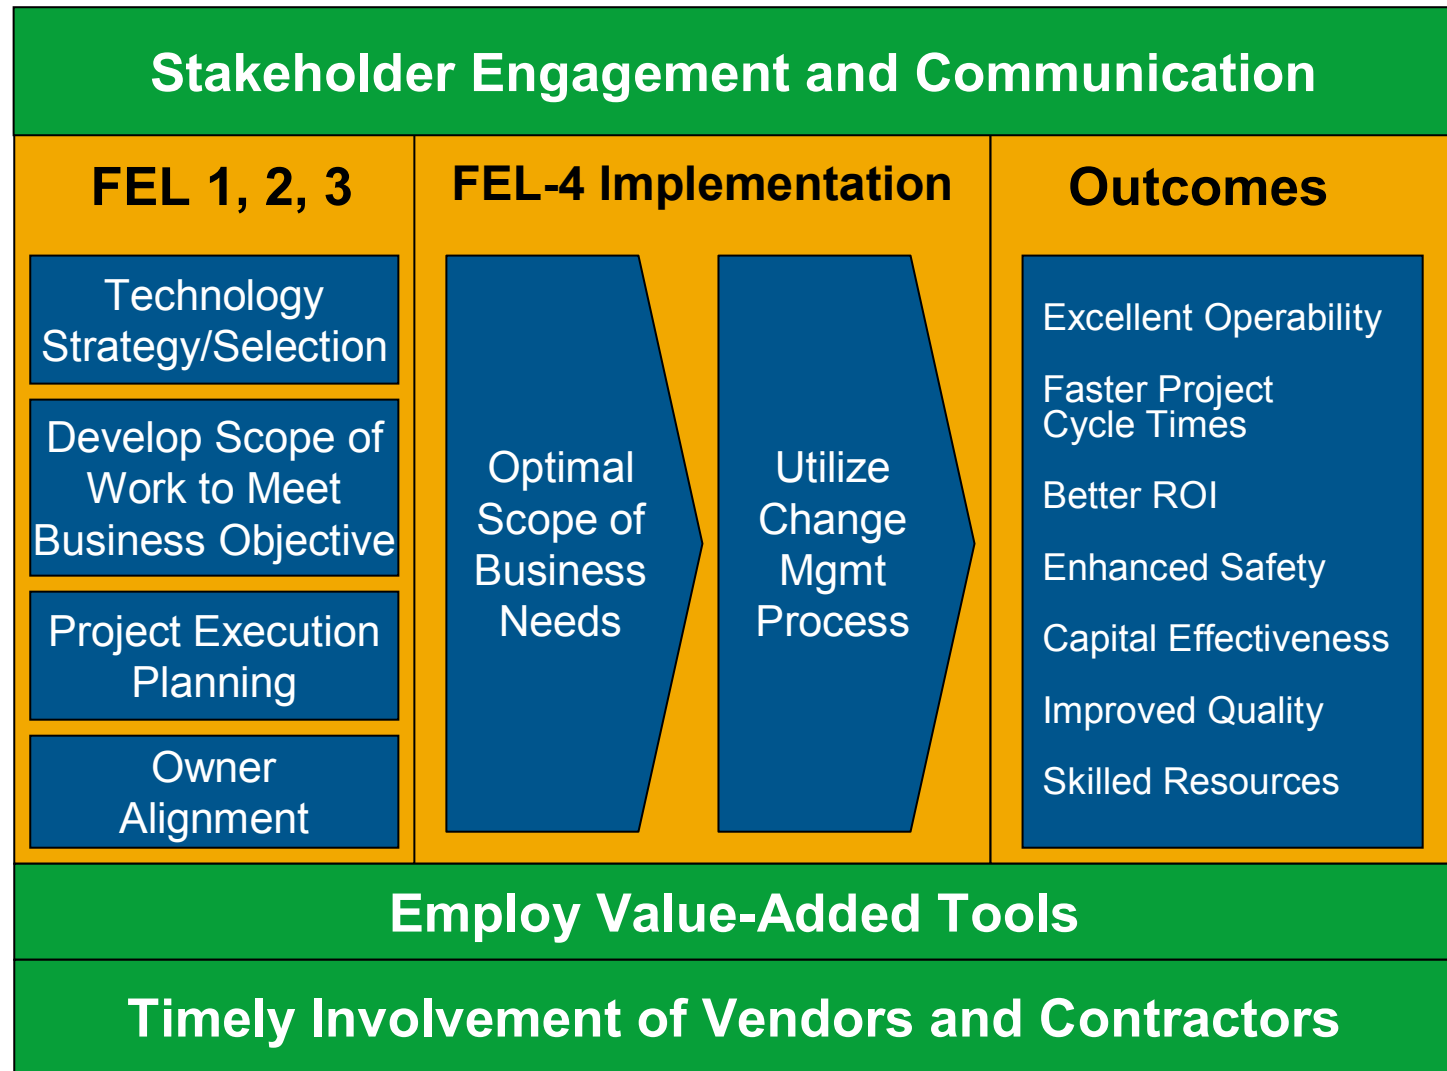 Stakeholder Engagement and Communication
FEL 1, 2, 3
Technology
Strategy/Selection
Develop Scope of
Work to Meet
Business Objective
Project Execution
Planning
Owner
Alignment
FEL-4 Implementation
Optimal
Scope of
Business
Needs
Utilize
Change
Mgmt
Process
Outcomes
Excellent Operability
Faster Project
Cycle Times
Better ROI
Enhanced Safety
Capital Effectiveness
Improved Quality
Skilled Resources
Employ Value-Added Tools
Timely Involvement of Vendors and Contractors